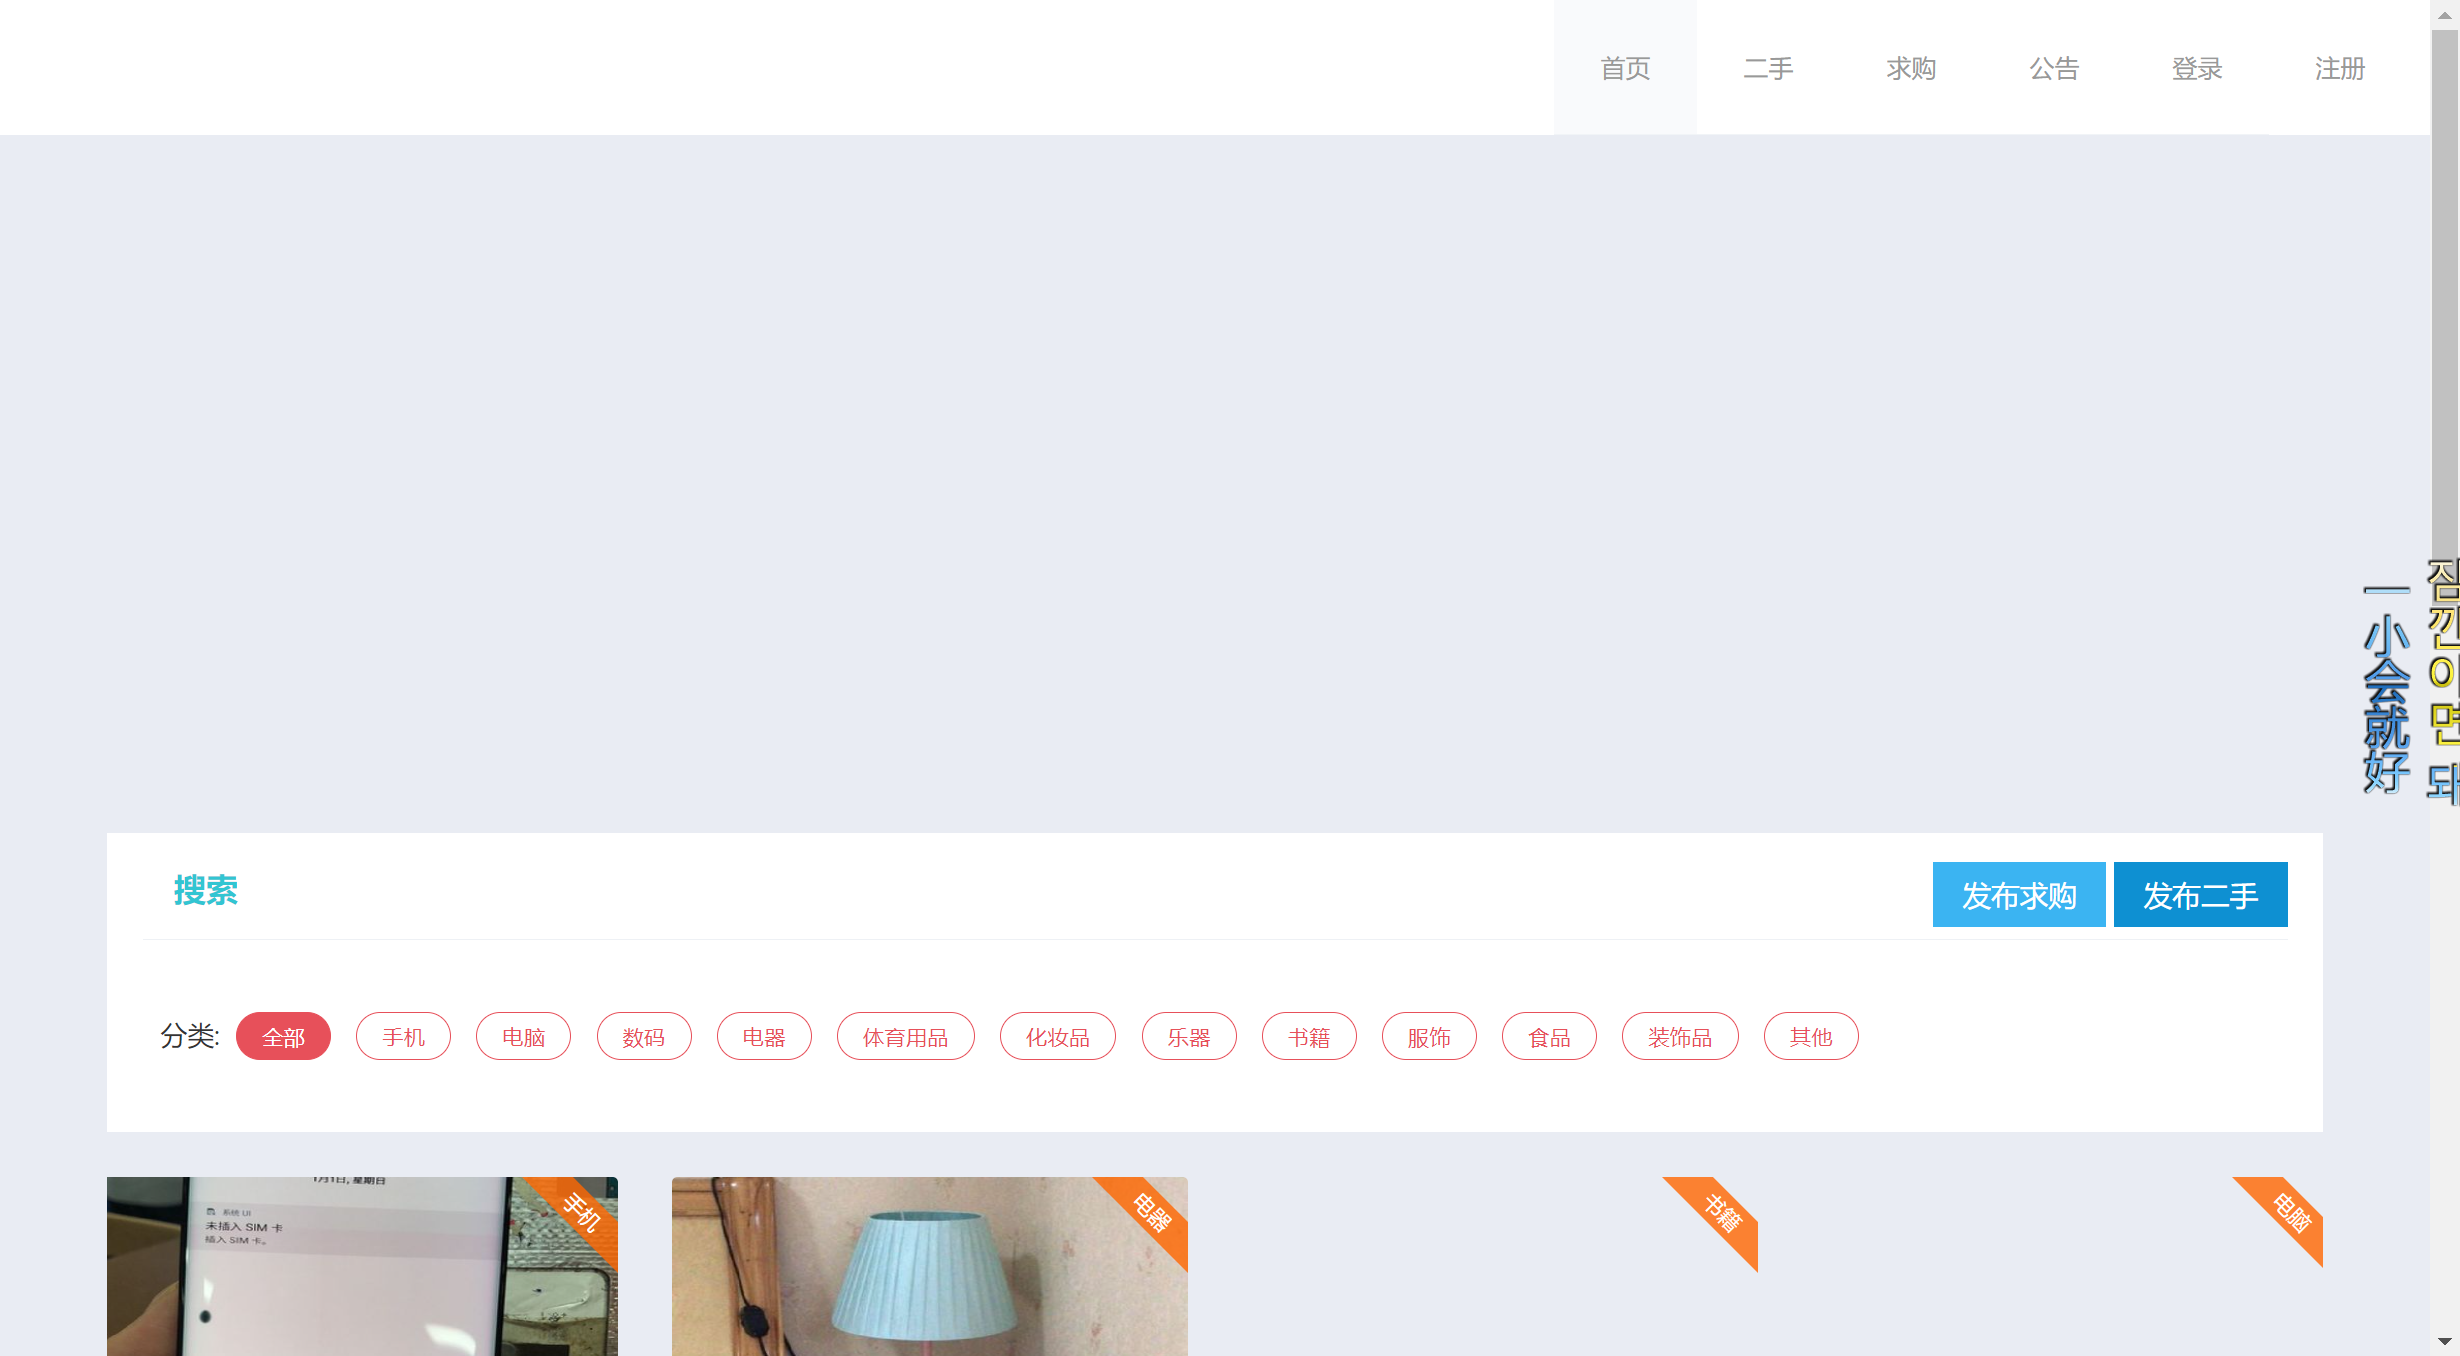 首页 二手 求购 公告 登录 注册
一小会就好
잠깐이면 돼
搜索
发布求购 发布二手
分类: 全部 手机 电脑 数码 电器 体育用品 化妆品 乐器 书籍 服饰 食品 装饰品 其他
手机 电器 书籍 电脑
1月1日, 星期日
系统 UI
未插入 SIM 卡
插入 SIM 卡。